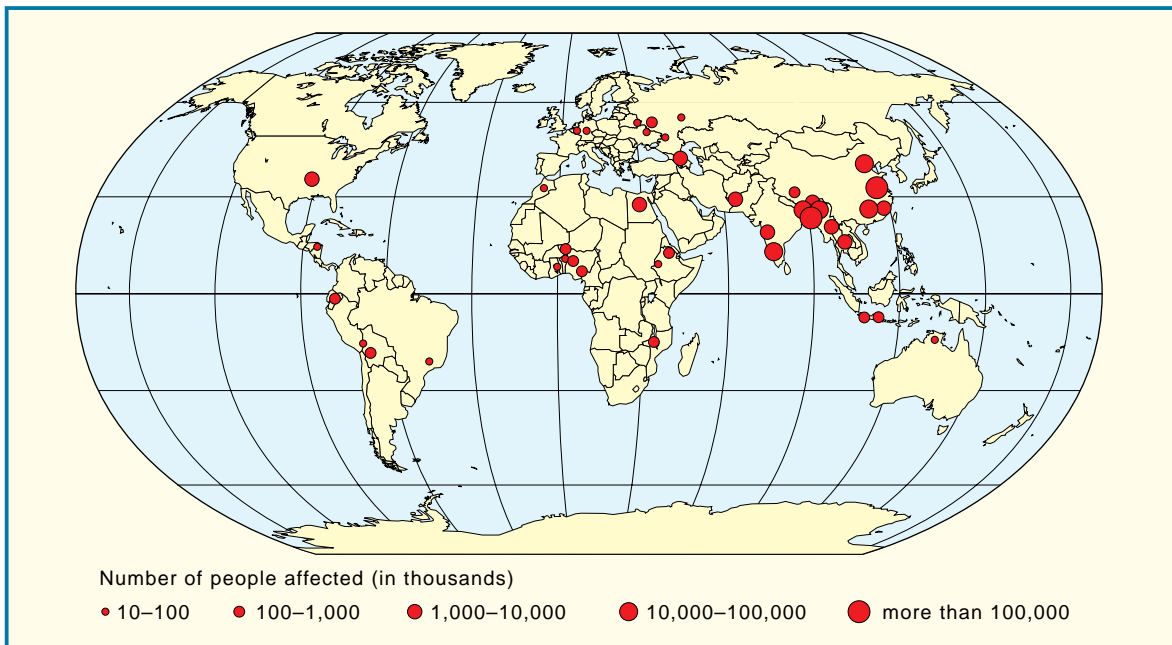 Number of people affected (in thousands)
10–100 100–1,000 1,000–10,000 10,000–100,000 more than 100,000